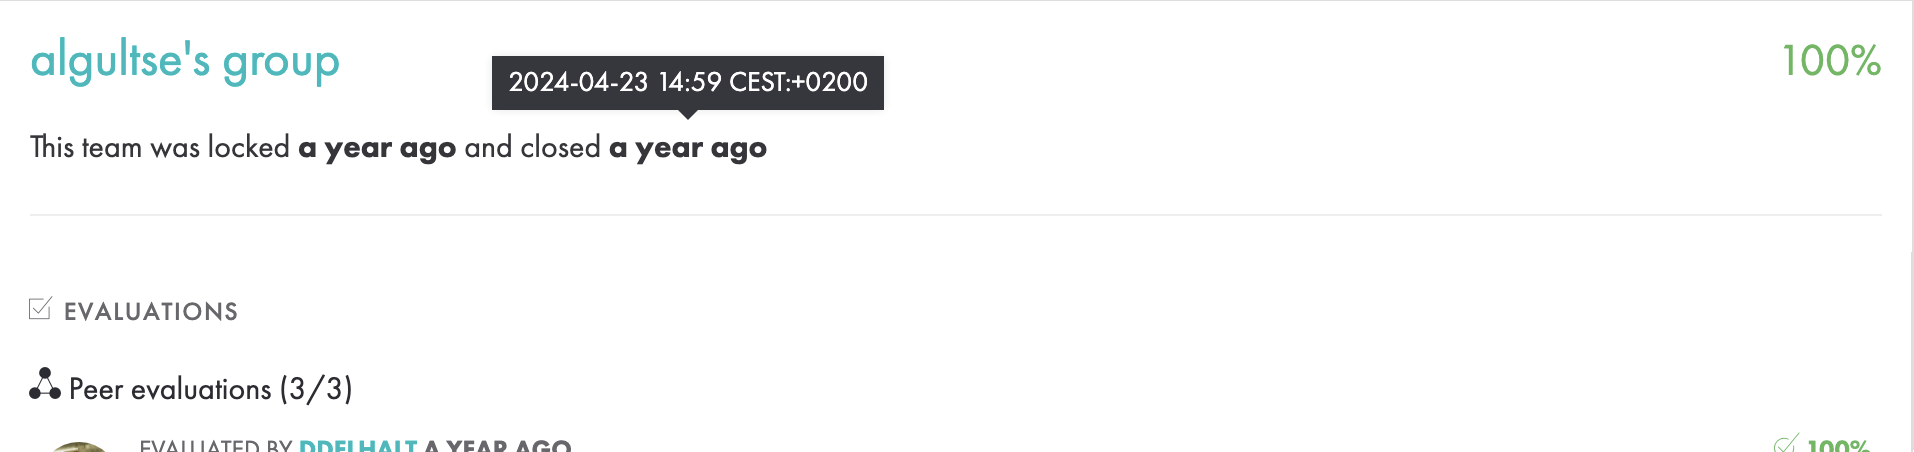 algultse's group
100%
2024-04-23 14:59 CEST:+0200
This team was locked a year ago and closed a year ago
EVALUATIONS
Peer evaluations (3/3)
EVALUATED BY DDELHALT A YEAR AGO
100%